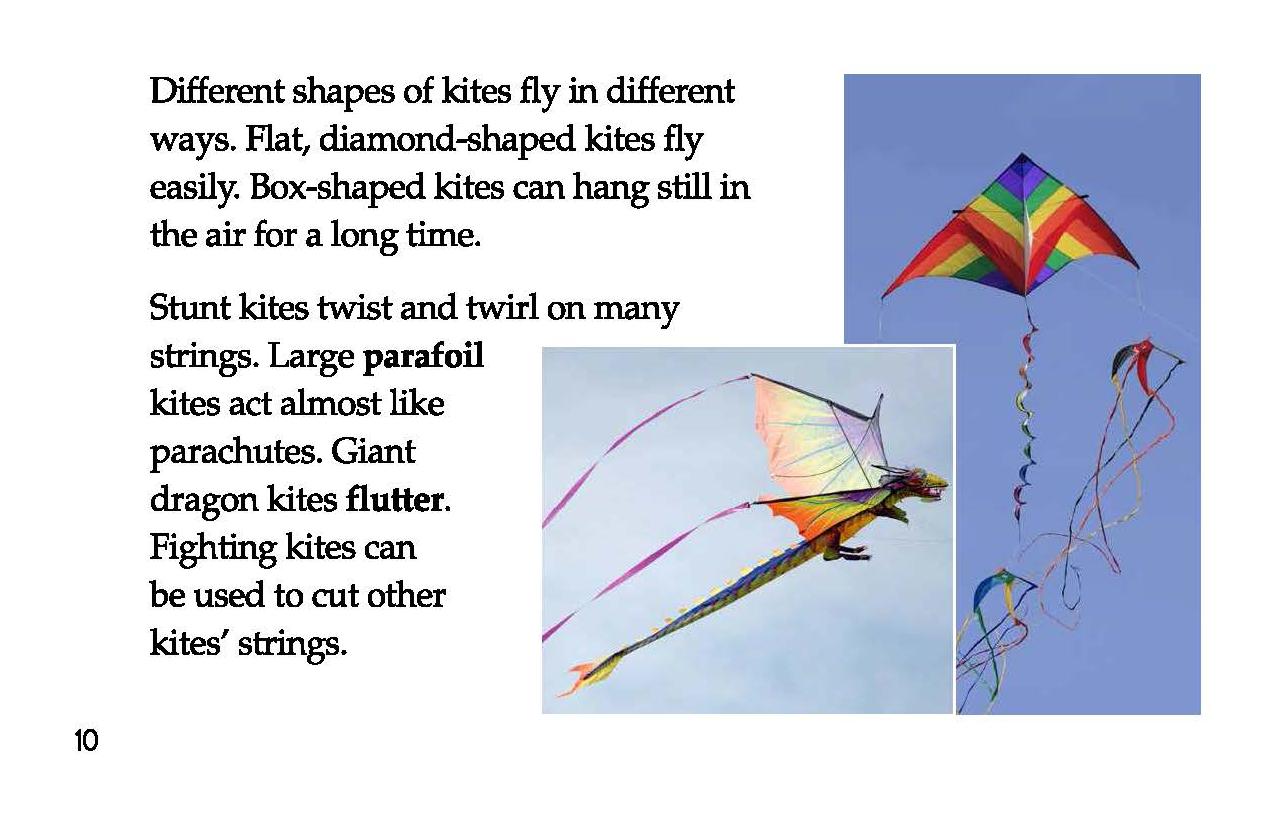 Different shapes of kites fly in different
ways. Flat, diamond-shaped kites fly
easily. Box-shaped kites can hang still in
the air for a long time.
Stunt kites twist and twirl on many
strings. Large parafoil
kites act almost like
parachutes. Giant
dragon kites flutter.
Fighting kites can
be used to cut other
kites’ strings.
10